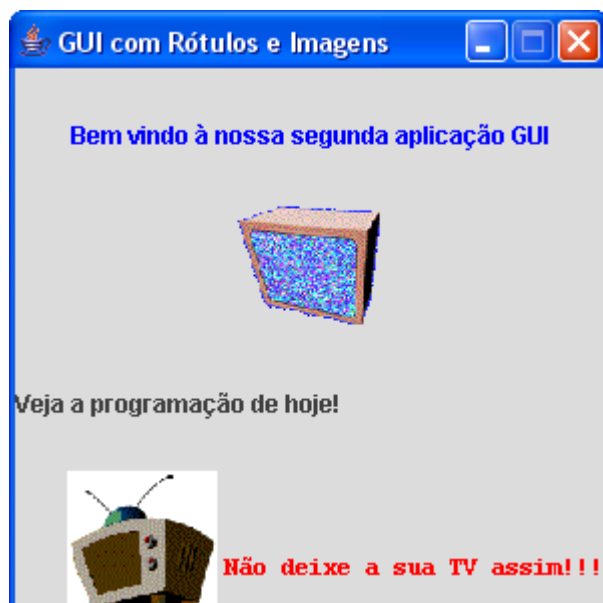 GUI com Rótulos e Imagens
Bem vindo à nossa segunda aplicação GUI
Veja a programação de hoje!
Não deixe a sua TV assim!!!